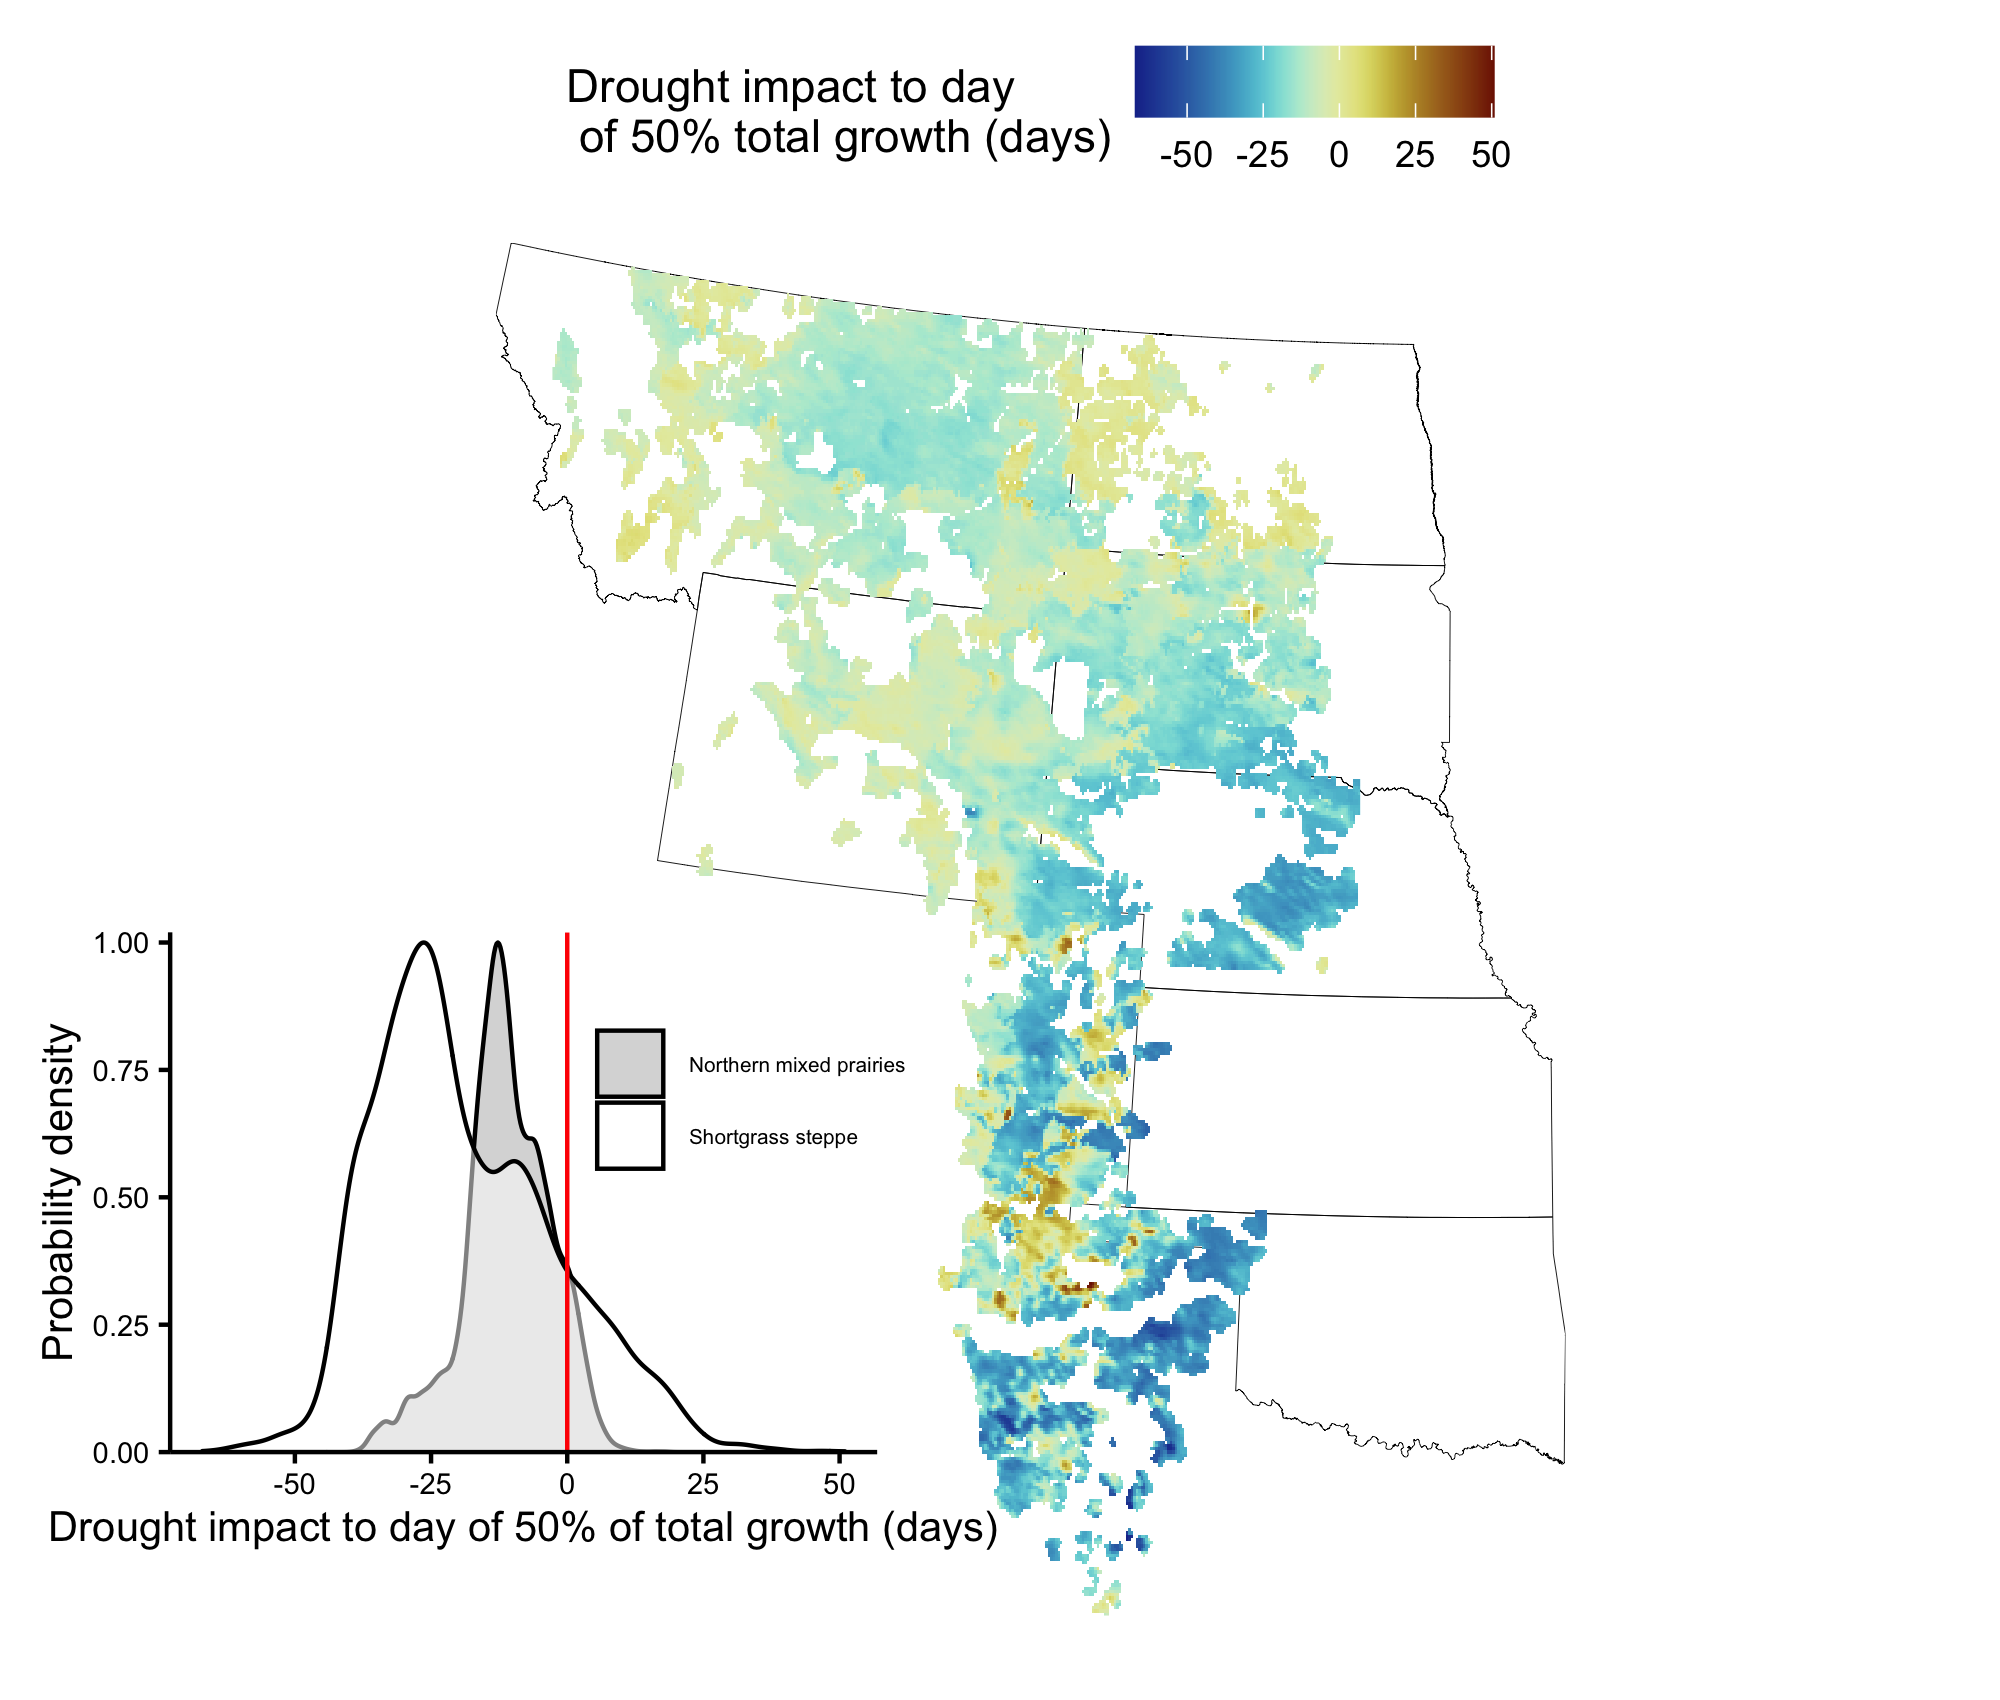 Drought impact to day
of 50% total growth (days)
-50 -25 0 25 50
1.00
0.75
0.50
0.25
0.00
Probability density
Northern mixed prairies
Shortgrass steppe
-50 -25 0 25 50
Drought impact to day of 50% of total growth (days)